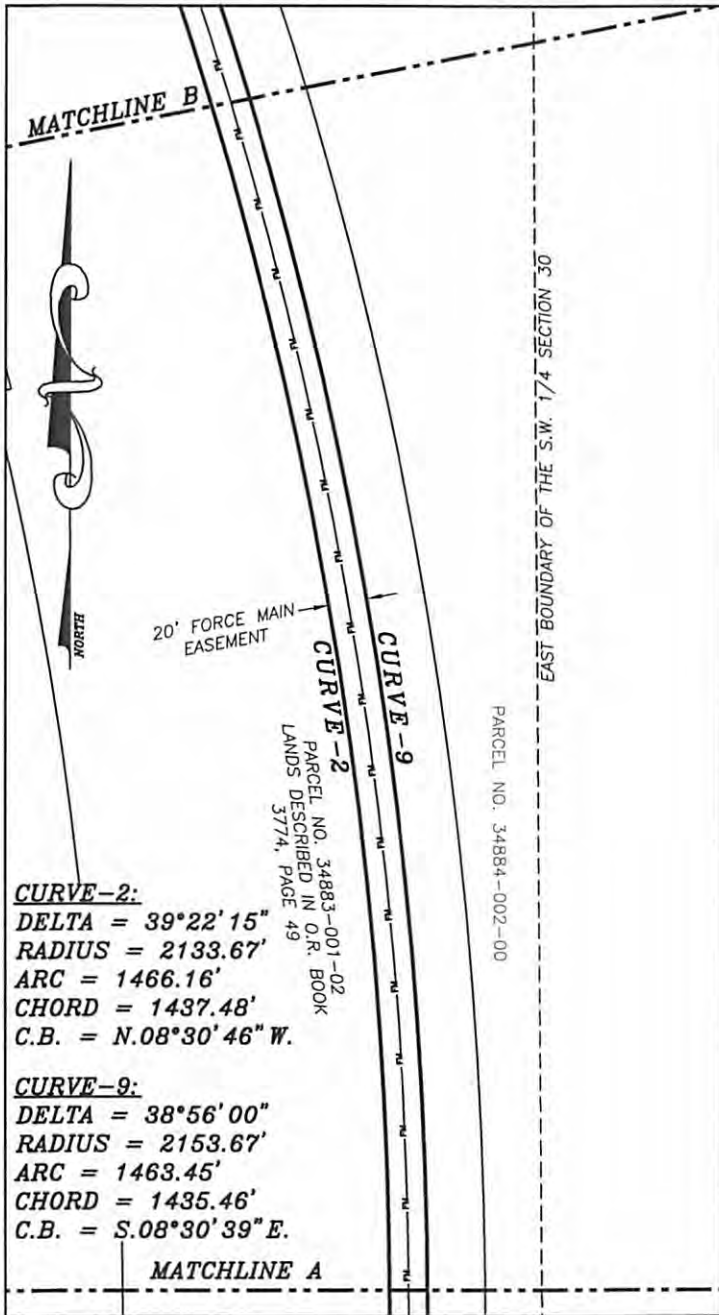 MATCHLINE B
NORTH
EAST BOUNDARY OF THE S.W. 1/4 SECTION 30
20' FORCE MAIN
EASEMENT
CURVE-2
CURVE-9
PARCEL NO. 34883-001-02
LANDS DESCRIBED IN O.R. BOOK
3774, PAGE 49
PARCEL NO. 34884-002-00
CURVE-2:
DELTA = 39°22'15"
RADIUS = 2133.67'
ARC = 1466.16'
CHORD = 1437.48'
C.B. = N.08°30'46"W.
CURVE-9:
DELTA = 38°56'00"
RADIUS = 2153.67'
ARC = 1463.45'
CHORD = 1435.46'
C.B. = S.08°30'39"E.
MATCHLINE A